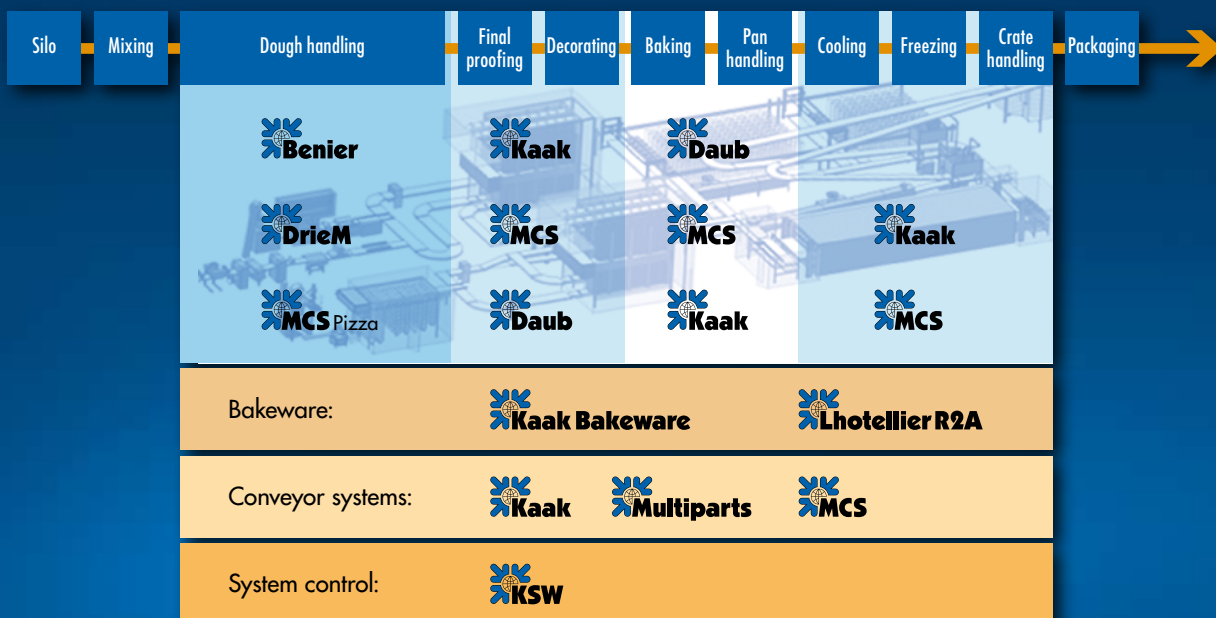 Silo
Mixing
Dough handling
Final
proofing
Decorating
Baking
Pan
handling
Cooling
Freezing
Crate
handling
Packaging
Benier
Kaak
Daub
DrieM
MCS
MCS
Kaak
MCS Pizza
Daub
Kaak
MCS
Bakeware:
Kaak Bakeware
Lhotellier R2A
Conveyor systems:
Kaak
Multiparts
MCS
System control:
KSW